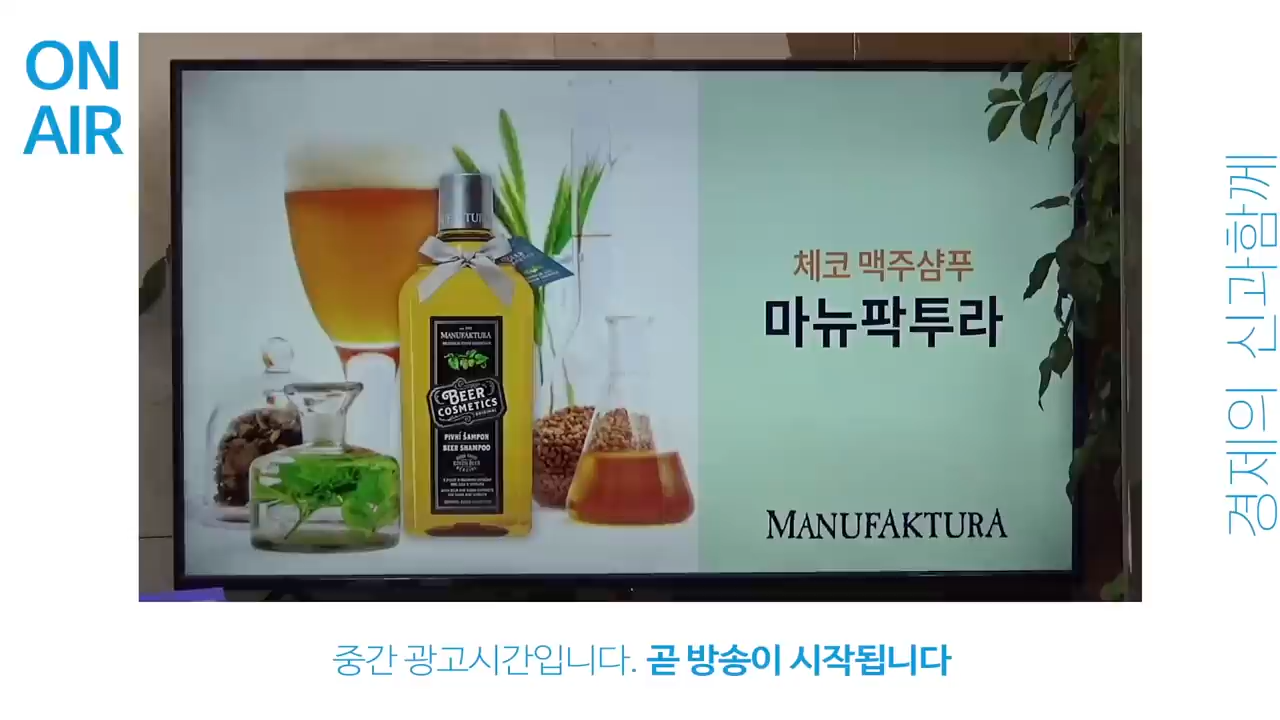 ON
AIR
체코 맥주샴푸
마뉴팍투라
MANUFAKTURA
MANUFAKTURA
BEER
COSMETICS
ORIGINAL
PIVNÍ ŠAMPON
BEER SHAMPOO
경제의 신과함께
중간 광고시간입니다. 곧 방송이 시작됩니다